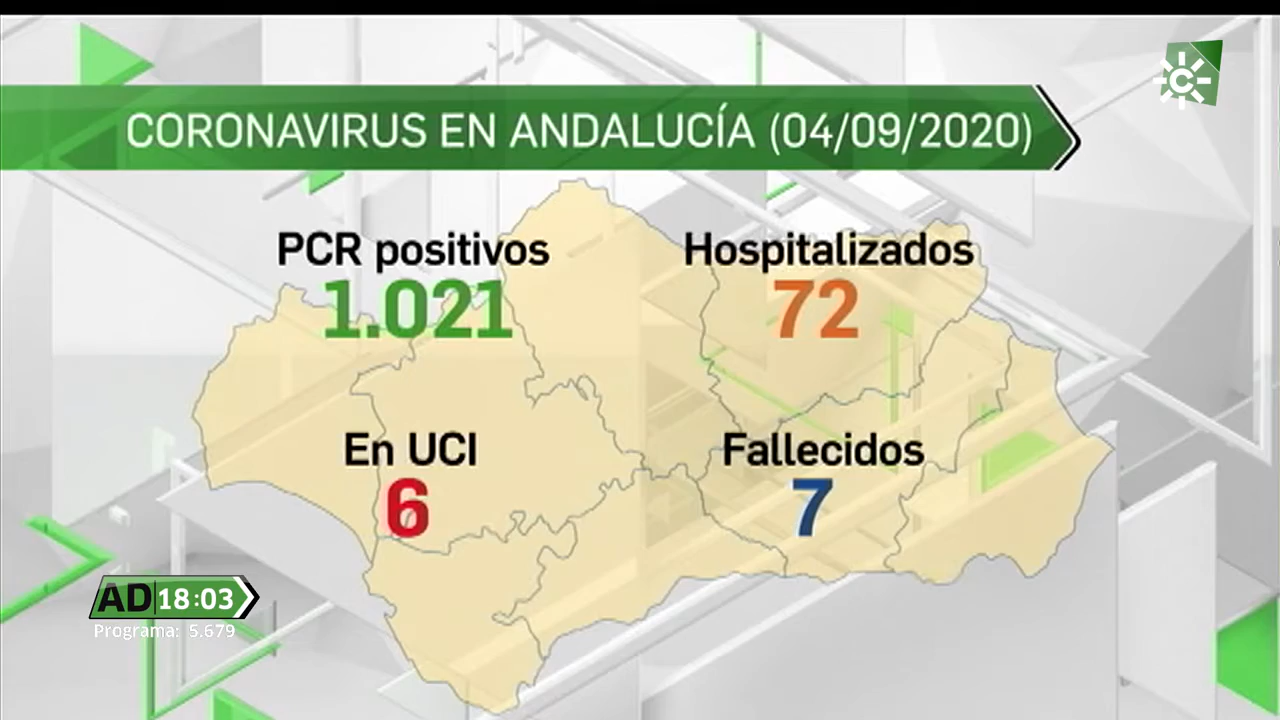 CORONAVIRUS EN ANDALUCÍA (04/09/2020)
PCR positivos
1.021
Hospitalizados
72
En UCI
6
Fallecidos
7
AD 18:03
Programa: 5.679